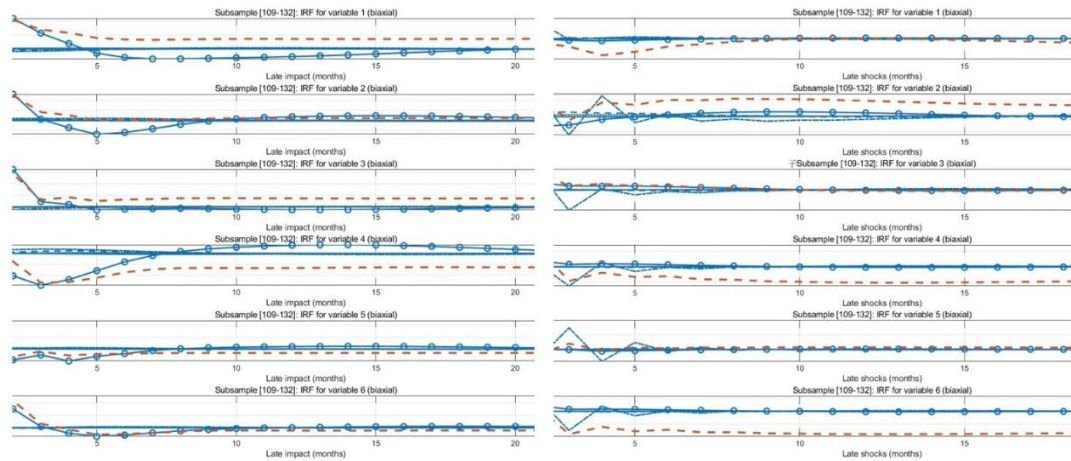 Subsample [109-132]: IRF for variable 1 (biaxial)
5 10 15 20
Late impact (months)
Subsample [109-132]: IRF for variable 2 (biaxial)
5 10 15 20
Late impact (months)
Subsample [109-132]: IRF for variable 3 (biaxial)
5 10 15 20
Late impact (months)
Subsample [109-132]: IRF for variable 4 (biaxial)
5 10 15 20
Late impact (months)
Subsample [109-132]: IRF for variable 5 (biaxial)
5 10 15 20
Late impact (months)
Subsample [109-132]: IRF for variable 6 (biaxial)
5 10 15 20
Late impact (months)
Subsample [109-132]: IRF for variable 1 (biaxial)
5 10 15
Late shocks (months)
Subsample [109-132]: IRF for variable 2 (biaxial)
5 10 15
Late shocks (months)
子Subsample [109-132]: IRF for variable 3 (biaxial)
5 10 15
Late shocks (months)
Subsample [109-132]: IRF for variable 4 (biaxial)
5 10 15
Late shocks (months)
Subsample [109-132]: IRF for variable 5 (biaxial)
5 10 15
Late shocks (months)
Subsample [109-132]: IRF for variable 6 (biaxial)
5 10 15
Late shocks (months)